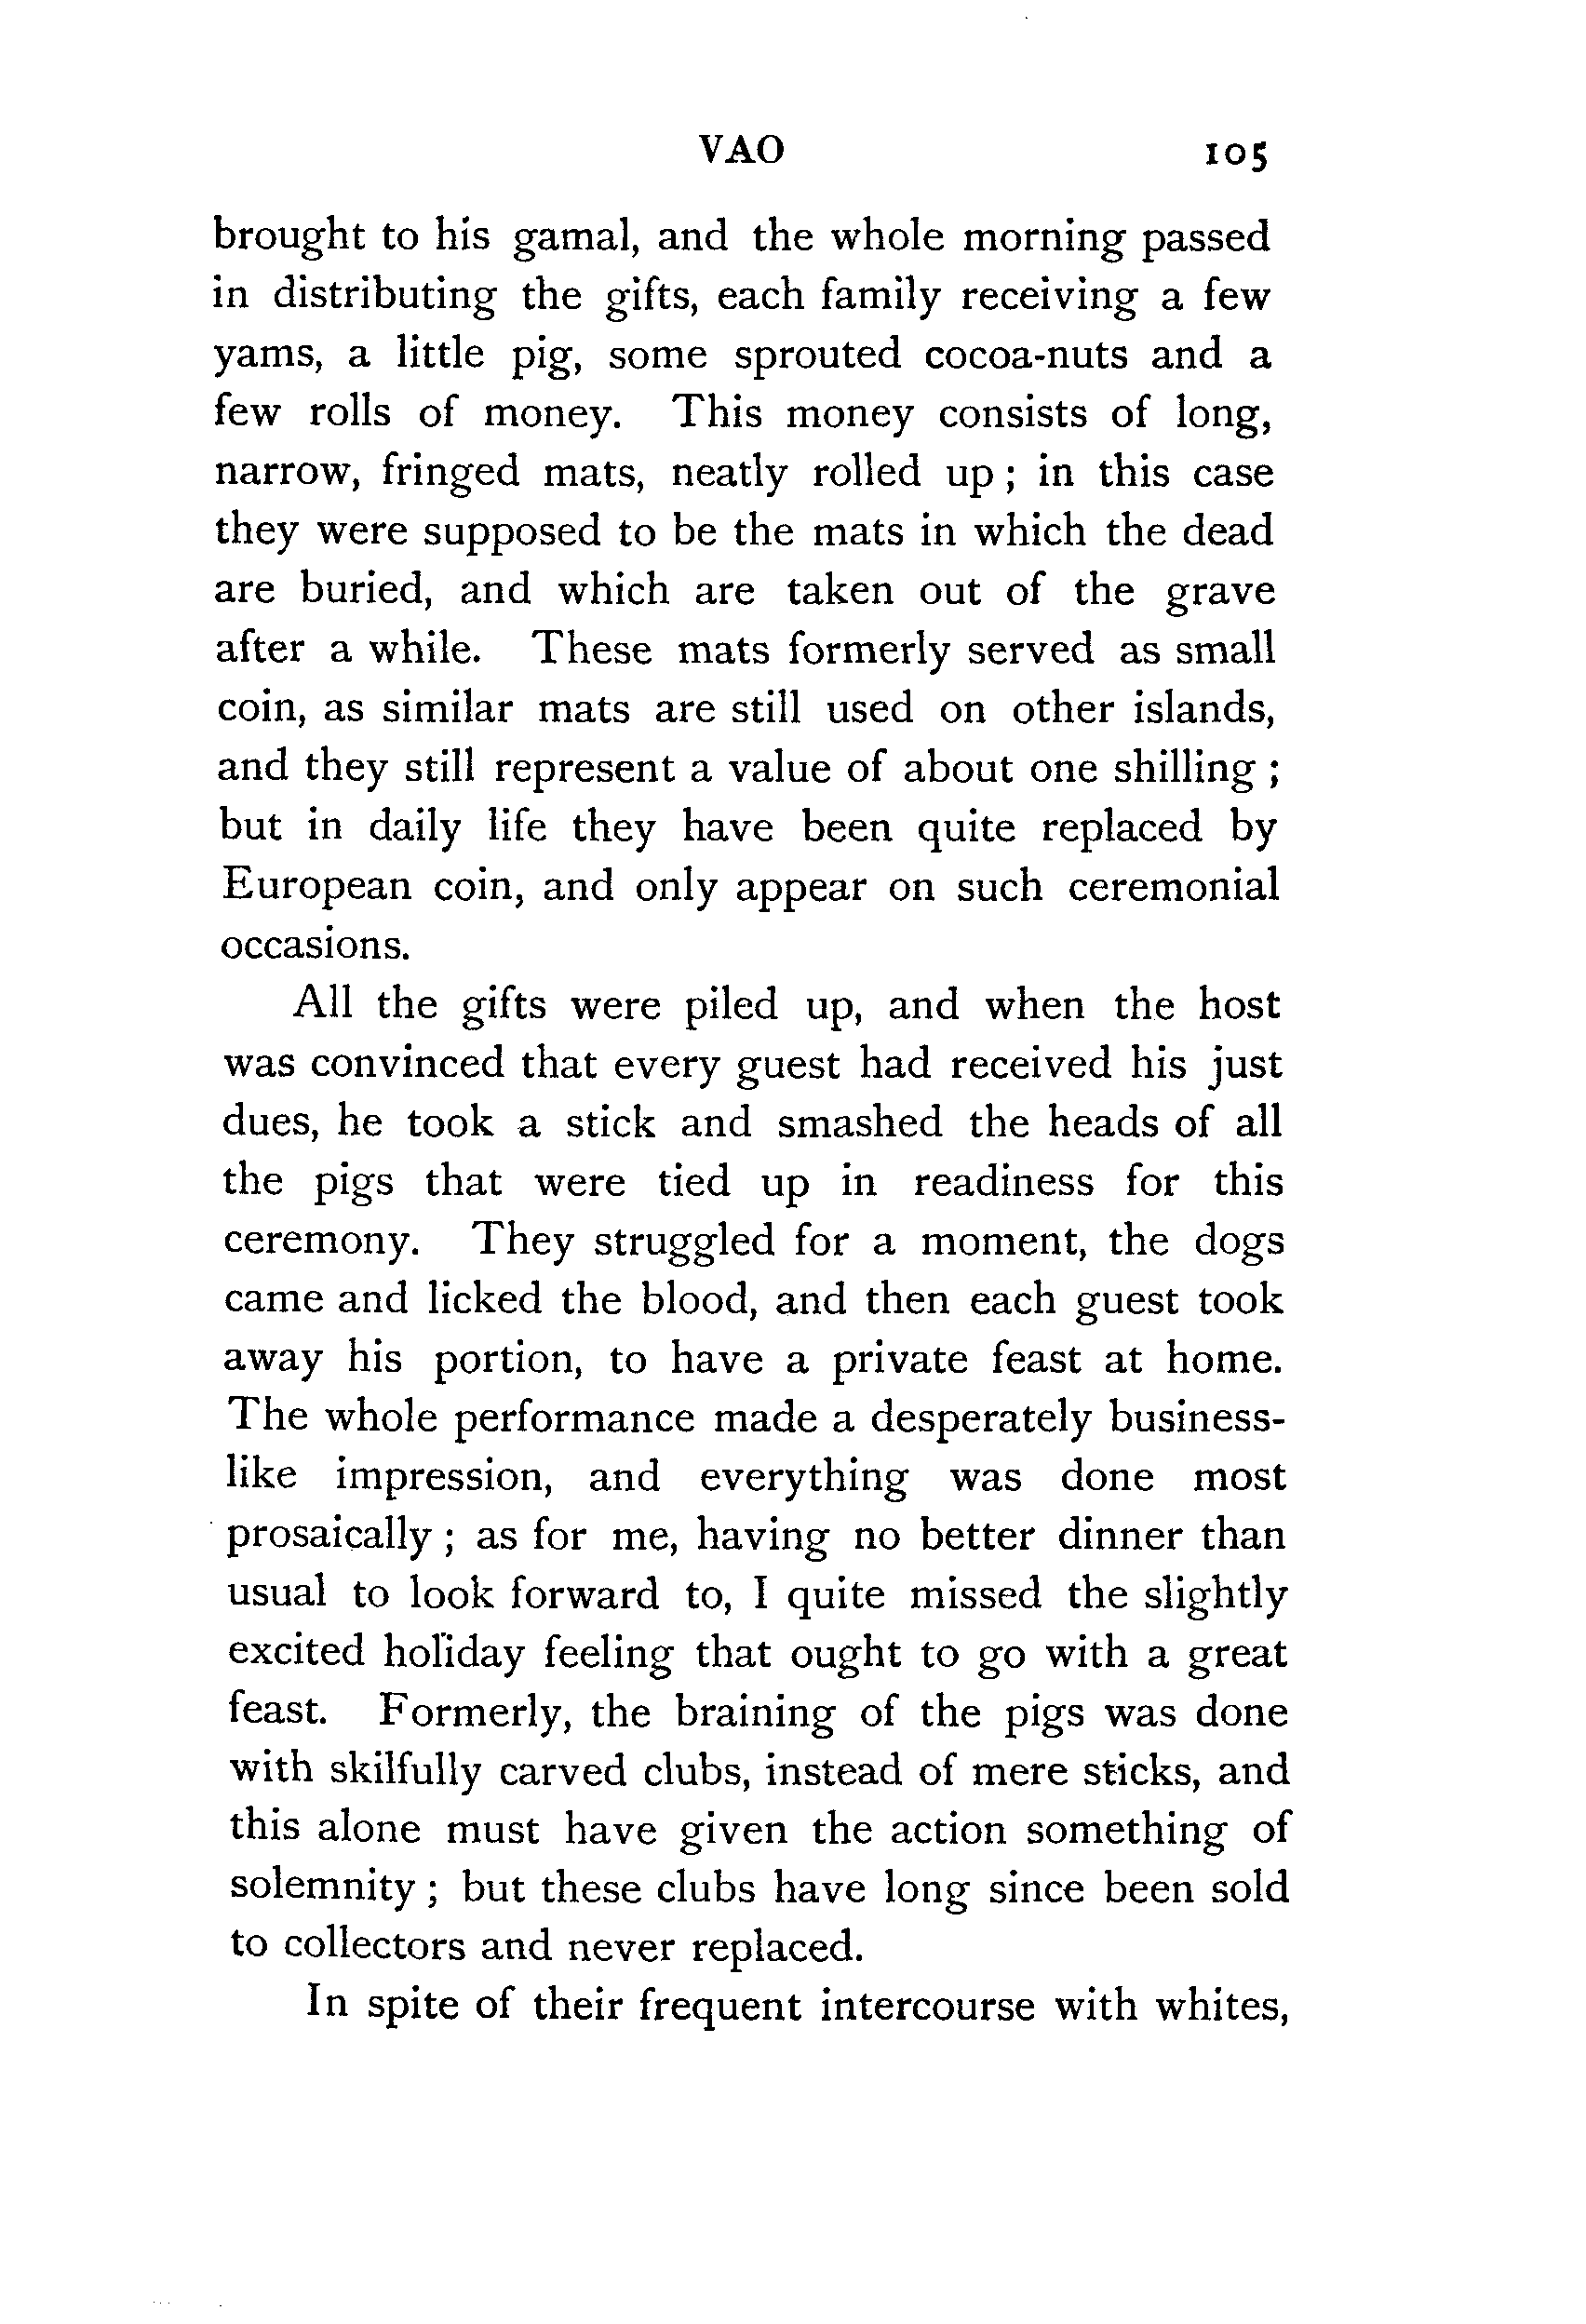 VAO 105
brought to his gamal, and the whole morning passed
in distributing the gifts, each family receiving a few
yams, a little pig, some sprouted cocoa-nuts and a
few rolls of money. This money consists of long,
narrow, fringed mats, neatly rolled up ; in this case
they were supposed to be the mats in which the dead
are buried, and which are taken out of the grave
after a while. These mats formerly served as small
coin, as similar mats are still used on other islands,
and they still represent a value of about one shilling ;
but in daily life they have been quite replaced by
European coin, and only appear on such ceremonial
occasions.
All the gifts were piled up, and when the host
was convinced that every guest had received his just
dues, he took a stick and smashed the heads of all
the pigs that were tied up in readiness for this
ceremony. They struggled for a moment, the dogs
came and licked the blood, and then each guest took
away his portion, to have a private feast at home.
The whole performance made a desperately business-
like impression, and everything was done most
prosaically ; as for me, having no better dinner than
usual to look forward to, I quite missed the slightly
excited holiday feeling that ought to go with a great
feast. Formerly, the braining of the pigs was done
with skilfully carved clubs, instead of mere sticks, and
this alone must have given the action something of
solemnity ; but these clubs have long since been sold
to collectors and never replaced.
In spite of their frequent intercourse with whites,